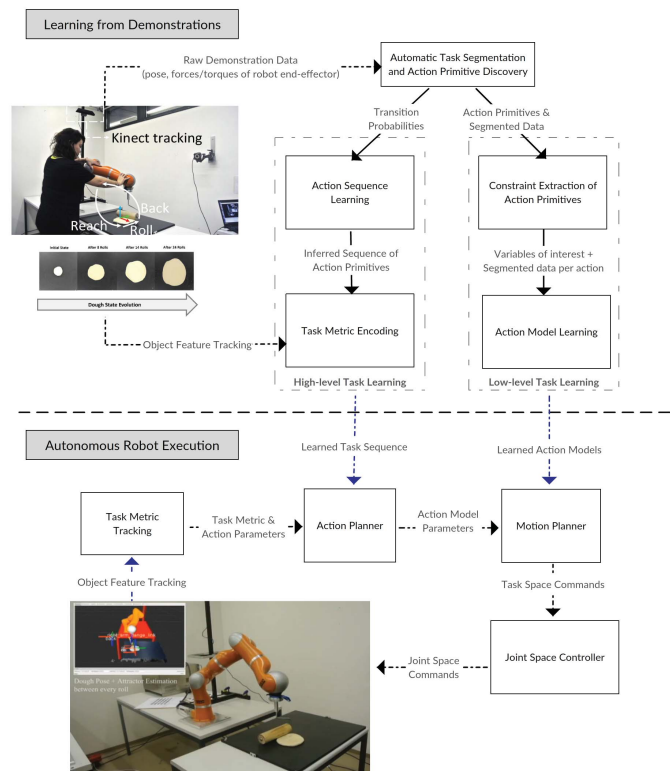 Learning from Demonstrations
Raw Demonstration Data
(pose, forces/torques of robot end-effector)
Automatic Task Segmentation
and Action Primitive Discovery
Transition
Probabilities
Action Primitives &
Segmented Data
Kinect tracking
Back
Reach
Roll
Action Sequence
Learning
Constraint Extraction of
Action Primitives
Initial State
After 8 Rolls
After 14 Rolls
After 24 Rolls
Dough State Evolution
Inferred Sequence of
Action Primitives
Variables of interest +
Segmented data per action
Object Feature Tracking
Task Metric Encoding
Action Model Learning
High-level Task Learning
Low-level Task Learning
Autonomous Robot Execution
Learned Task Sequence
Learned Action Models
Task Metric
Tracking
Task Metric &
Action Parameters
Action Planner
Action Model
Parameters
Motion Planner
Object Feature Tracking
Task Space Commands
Dough Pose + Attractor Estimation
between every roll
Joint Space
Commands
Joint Space Controller